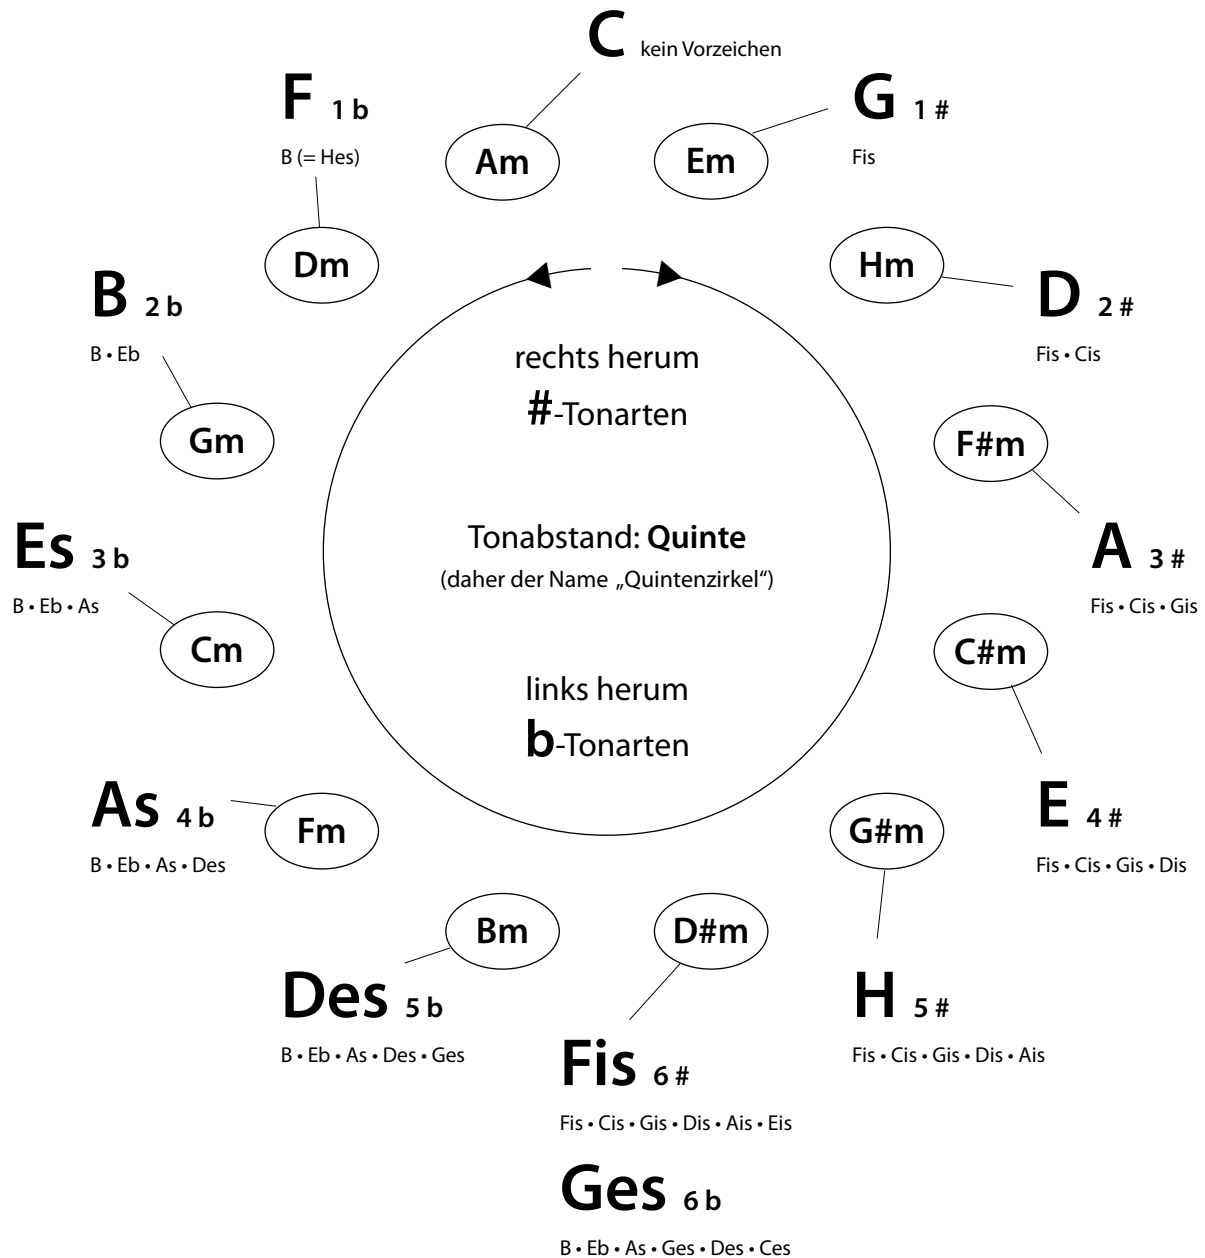 C kein Vorzeichen
F 1 b
B (= Hes)
G 1 #
Fis
Am
Em
Dm
Hm
B 2 b
B • Eb
D 2 #
Fis • Cis
rechts herum
#-Tonarten
Gm
F#m
Es 3 b
B • Eb • As
Tonabstand: Quinte
(daher der Name „Quintenzirkel“)
A 3 #
Fis • Cis • Gis
Cm
C#m
links herum
b-Tonarten
As 4 b
B • Eb • As • Des
Fm
G#m
E 4 #
Fis • Cis • Gis • Dis
Bm
D#m
Des 5 b
B • Eb • As • Des • Ges
H 5 #
Fis • Cis • Gis • Dis • Ais
Fis 6 #
Fis • Cis • Gis • Dis • Ais • Eis
Ges 6 b
B • Eb • As • Ges • Des • Ces